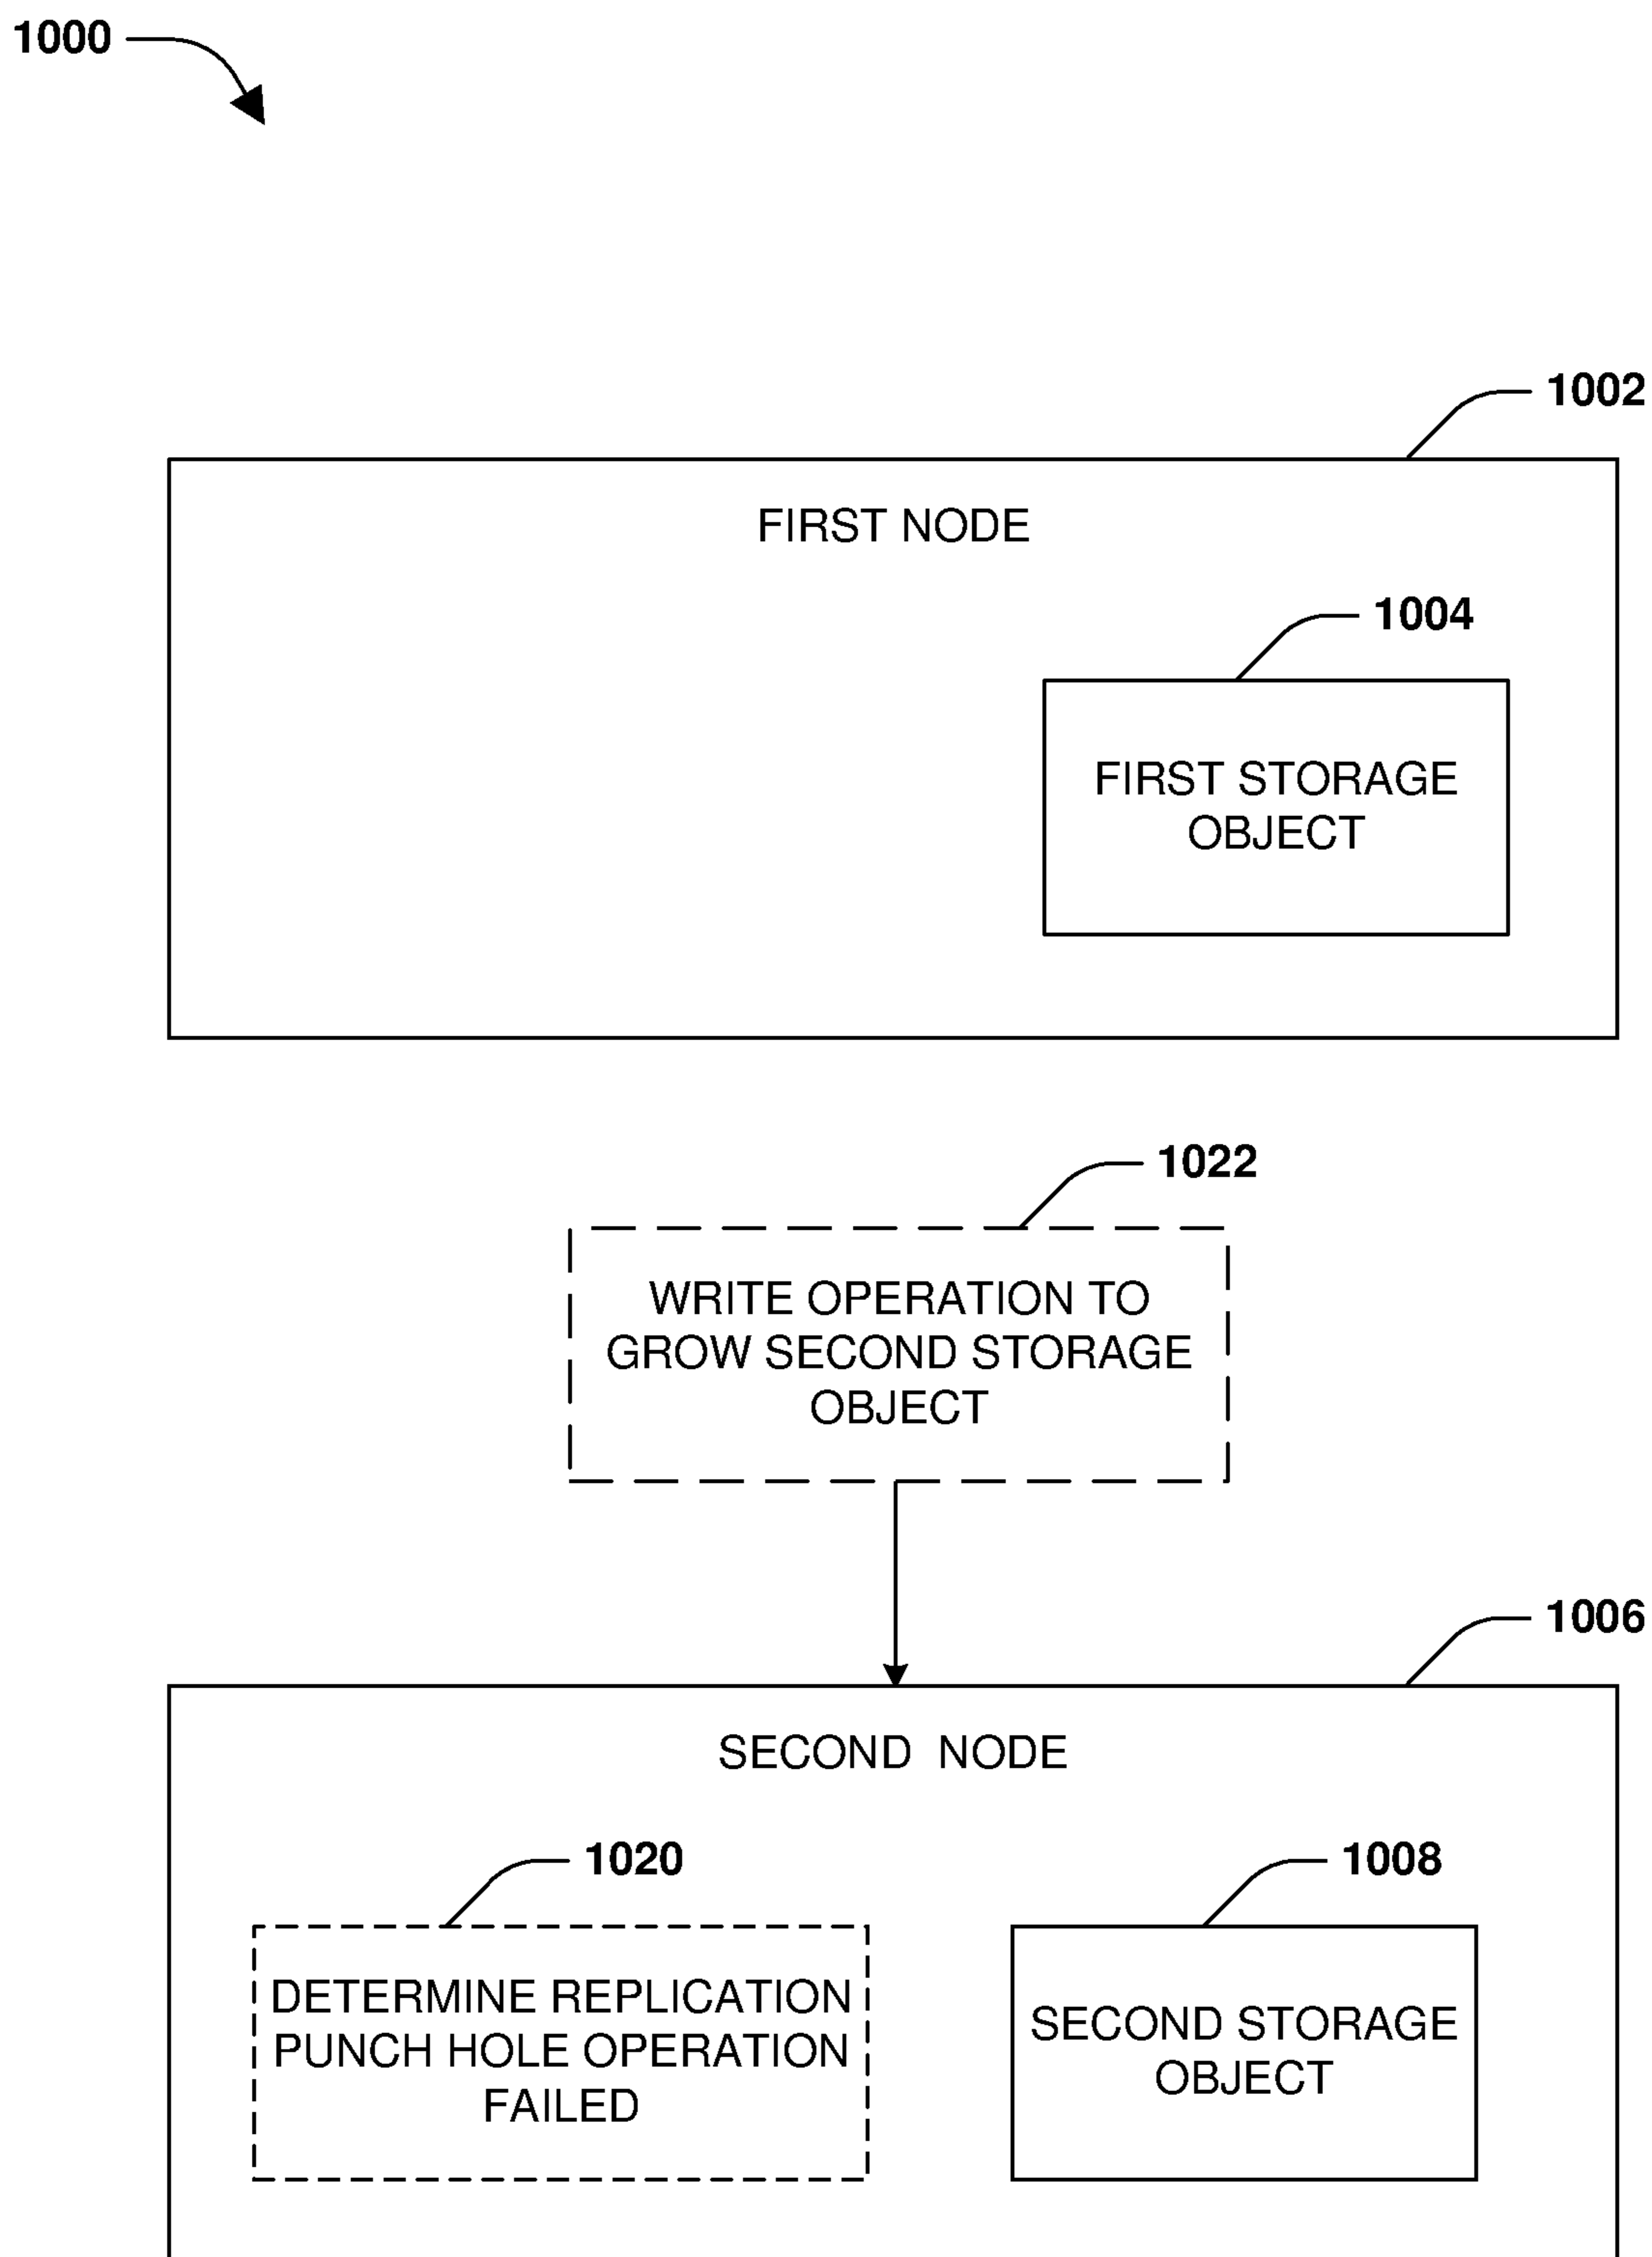 1000
1002
FIRST NODE
1004
FIRST STORAGE
OBJECT
1022
WRITE OPERATION TO
GROW SECOND STORAGE
OBJECT
1006
SECOND NODE
1020
1008
DETERMINE REPLICATION
PUNCH HOLE OPERATION
FAILED
SECOND STORAGE
OBJECT